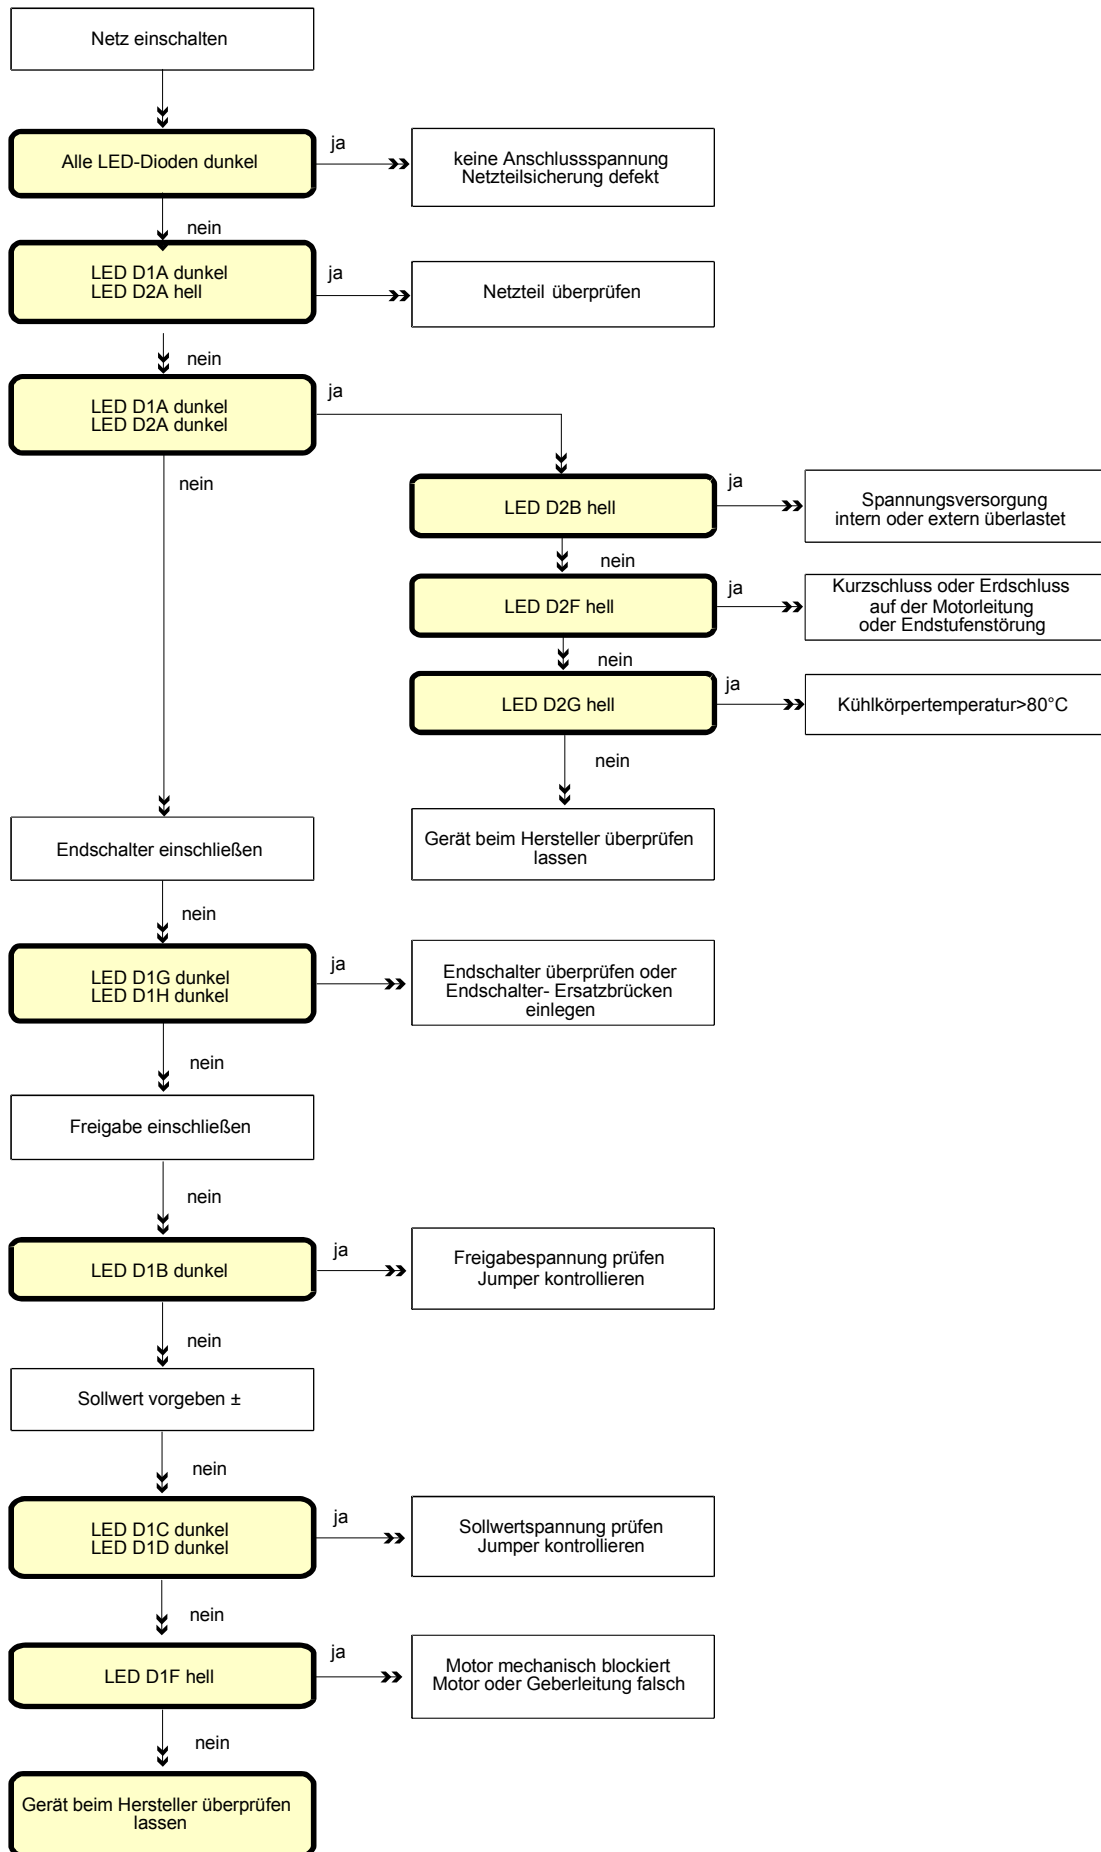 Netz einschalten
Alle LED-Dioden dunkel
ja
keine Anschlussspannung
Netzteilsicherung defekt
nein
LED D1A dunkel
LED D2A hell
ja
Netzteil überprüfen
nein
LED D1A dunkel
LED D2A dunkel
ja
nein
LED D2B hell
ja
Spannungsversorgung
intern oder extern überlastet
nein
LED D2F hell
ja
Kurzschluss oder Erdschluss
auf der Motorleitung
oder Endstufenstörung
nein
LED D2G hell
ja
Kühlkörpertemperatur>80°C
nein
Gerät beim Hersteller überprüfen
lassen
Endschalter einschließen
nein
LED D1G dunkel
LED D1H dunkel
ja
Endschalter überprüfen oder
Endschalter- Ersatzbrücken
einlegen
nein
Freigabe einschließen
nein
LED D1B dunkel
ja
Freigabespannung prüfen
Jumper kontrollieren
nein
Sollwert vorgeben ±
nein
LED D1C dunkel
LED D1D dunkel
ja
Sollwertspannung prüfen
Jumper kontrollieren
nein
LED D1F hell
ja
Motor mechanisch blockiert
Motor oder Geberleitung falsch
nein
Gerät beim Hersteller überprüfen
lassen